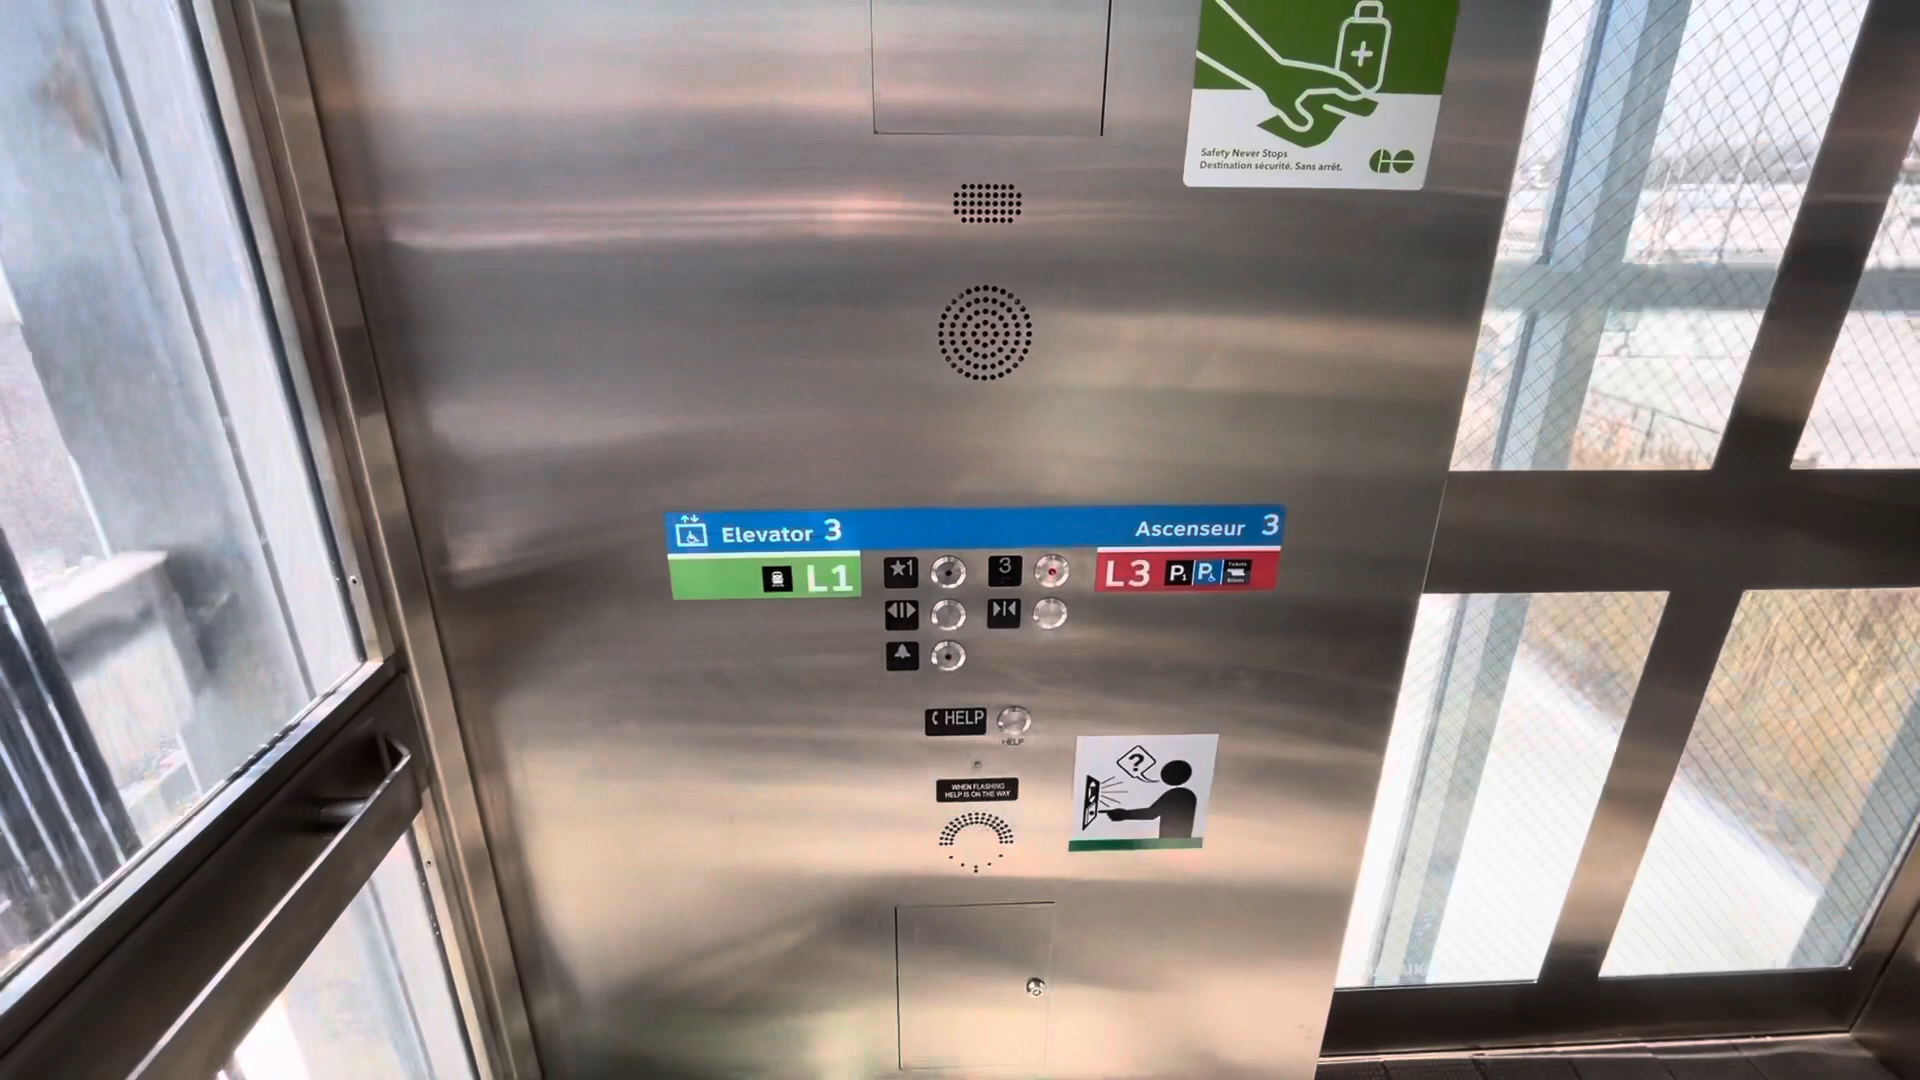 Safety Never Stops
Destination sécurité. Sans arrêt.
GO
Elevator 3
Ascenseur 3
L1
★1
3
L3 P1 P Tickets
Billets
HELP
HELP
WHEN FLASHING
HELP IS ON THE WAY
?